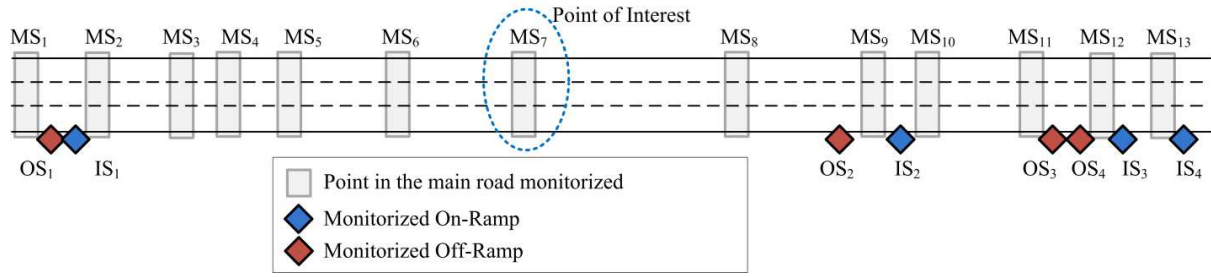 Point of Interest
MS₁ MS₂ MS₃ MS₄ MS₅ MS₆ MS₇ MS₈ MS₉ MS₁₀ MS₁₁ MS₁₂ MS₁₃
OS₁ IS₁ OS₂ IS₂ OS₃ OS₄ IS₃ IS₄
Point in the main road monitorized
Monitorized On-Ramp
Monitorized Off-Ramp